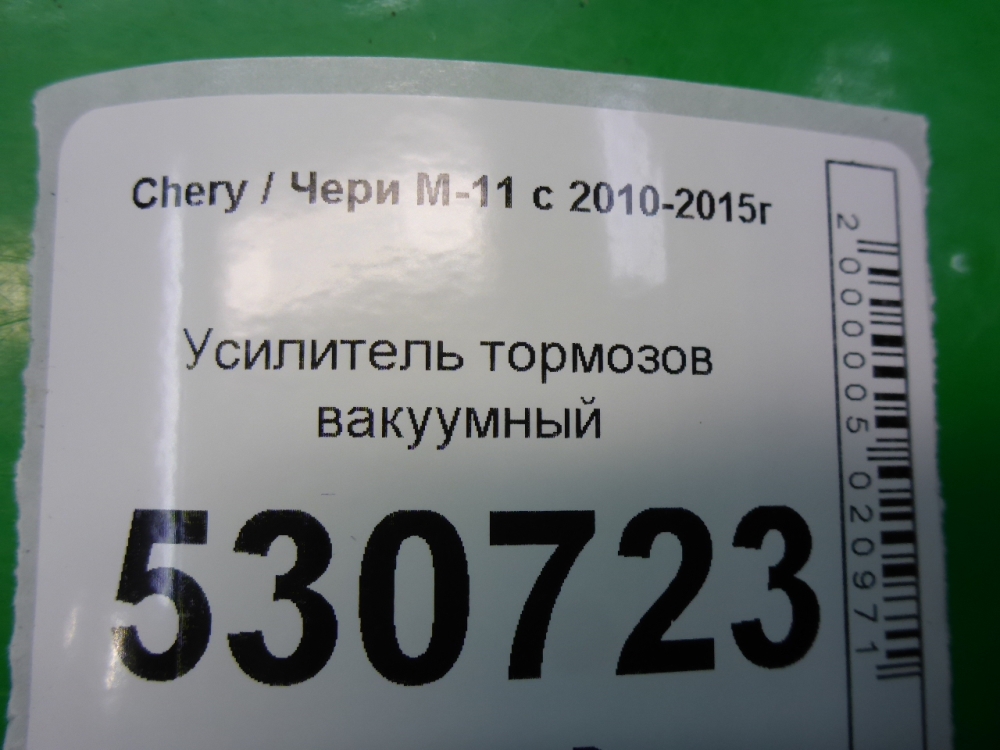 Chery / Чери М-11 с 2010-2015г
Усилитель тормозов
вакуумный
530723
2000005020971